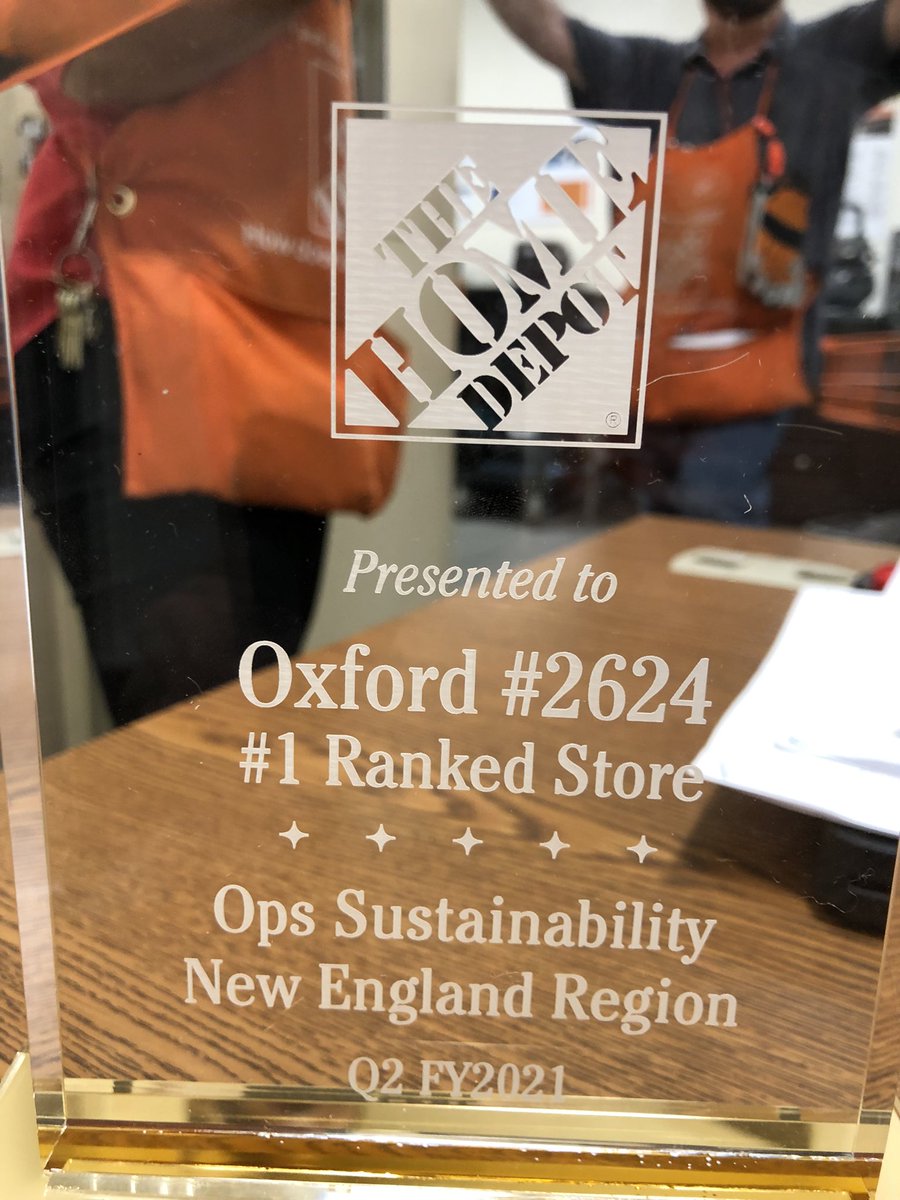 THE
HOME
DEPOT
®
Presented to
Oxford #2624
#1 Ranked Store
Ops Sustainability
New England Region
Q2 FY2021